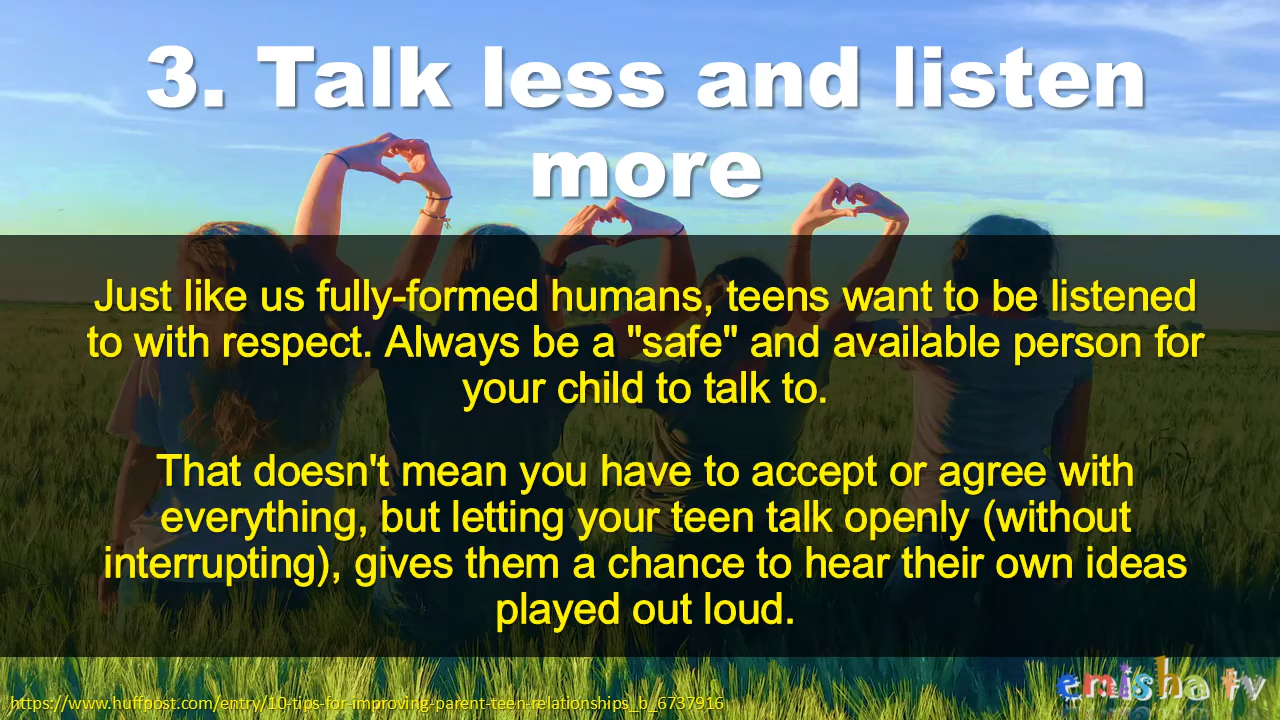 3. Talk less and listen
more
Just like us fully-formed humans, teens want to be listened
to with respect. Always be a "safe" and available person for
your child to talk to.
That doesn't mean you have to accept or agree with
everything, but letting your teen talk openly (without
interrupting), gives them a chance to hear their own ideas
played out loud.
https://www.huffpost.com/entry/10-tips-for-improving-parent-teen-relationships_b_6737916
emisha tv